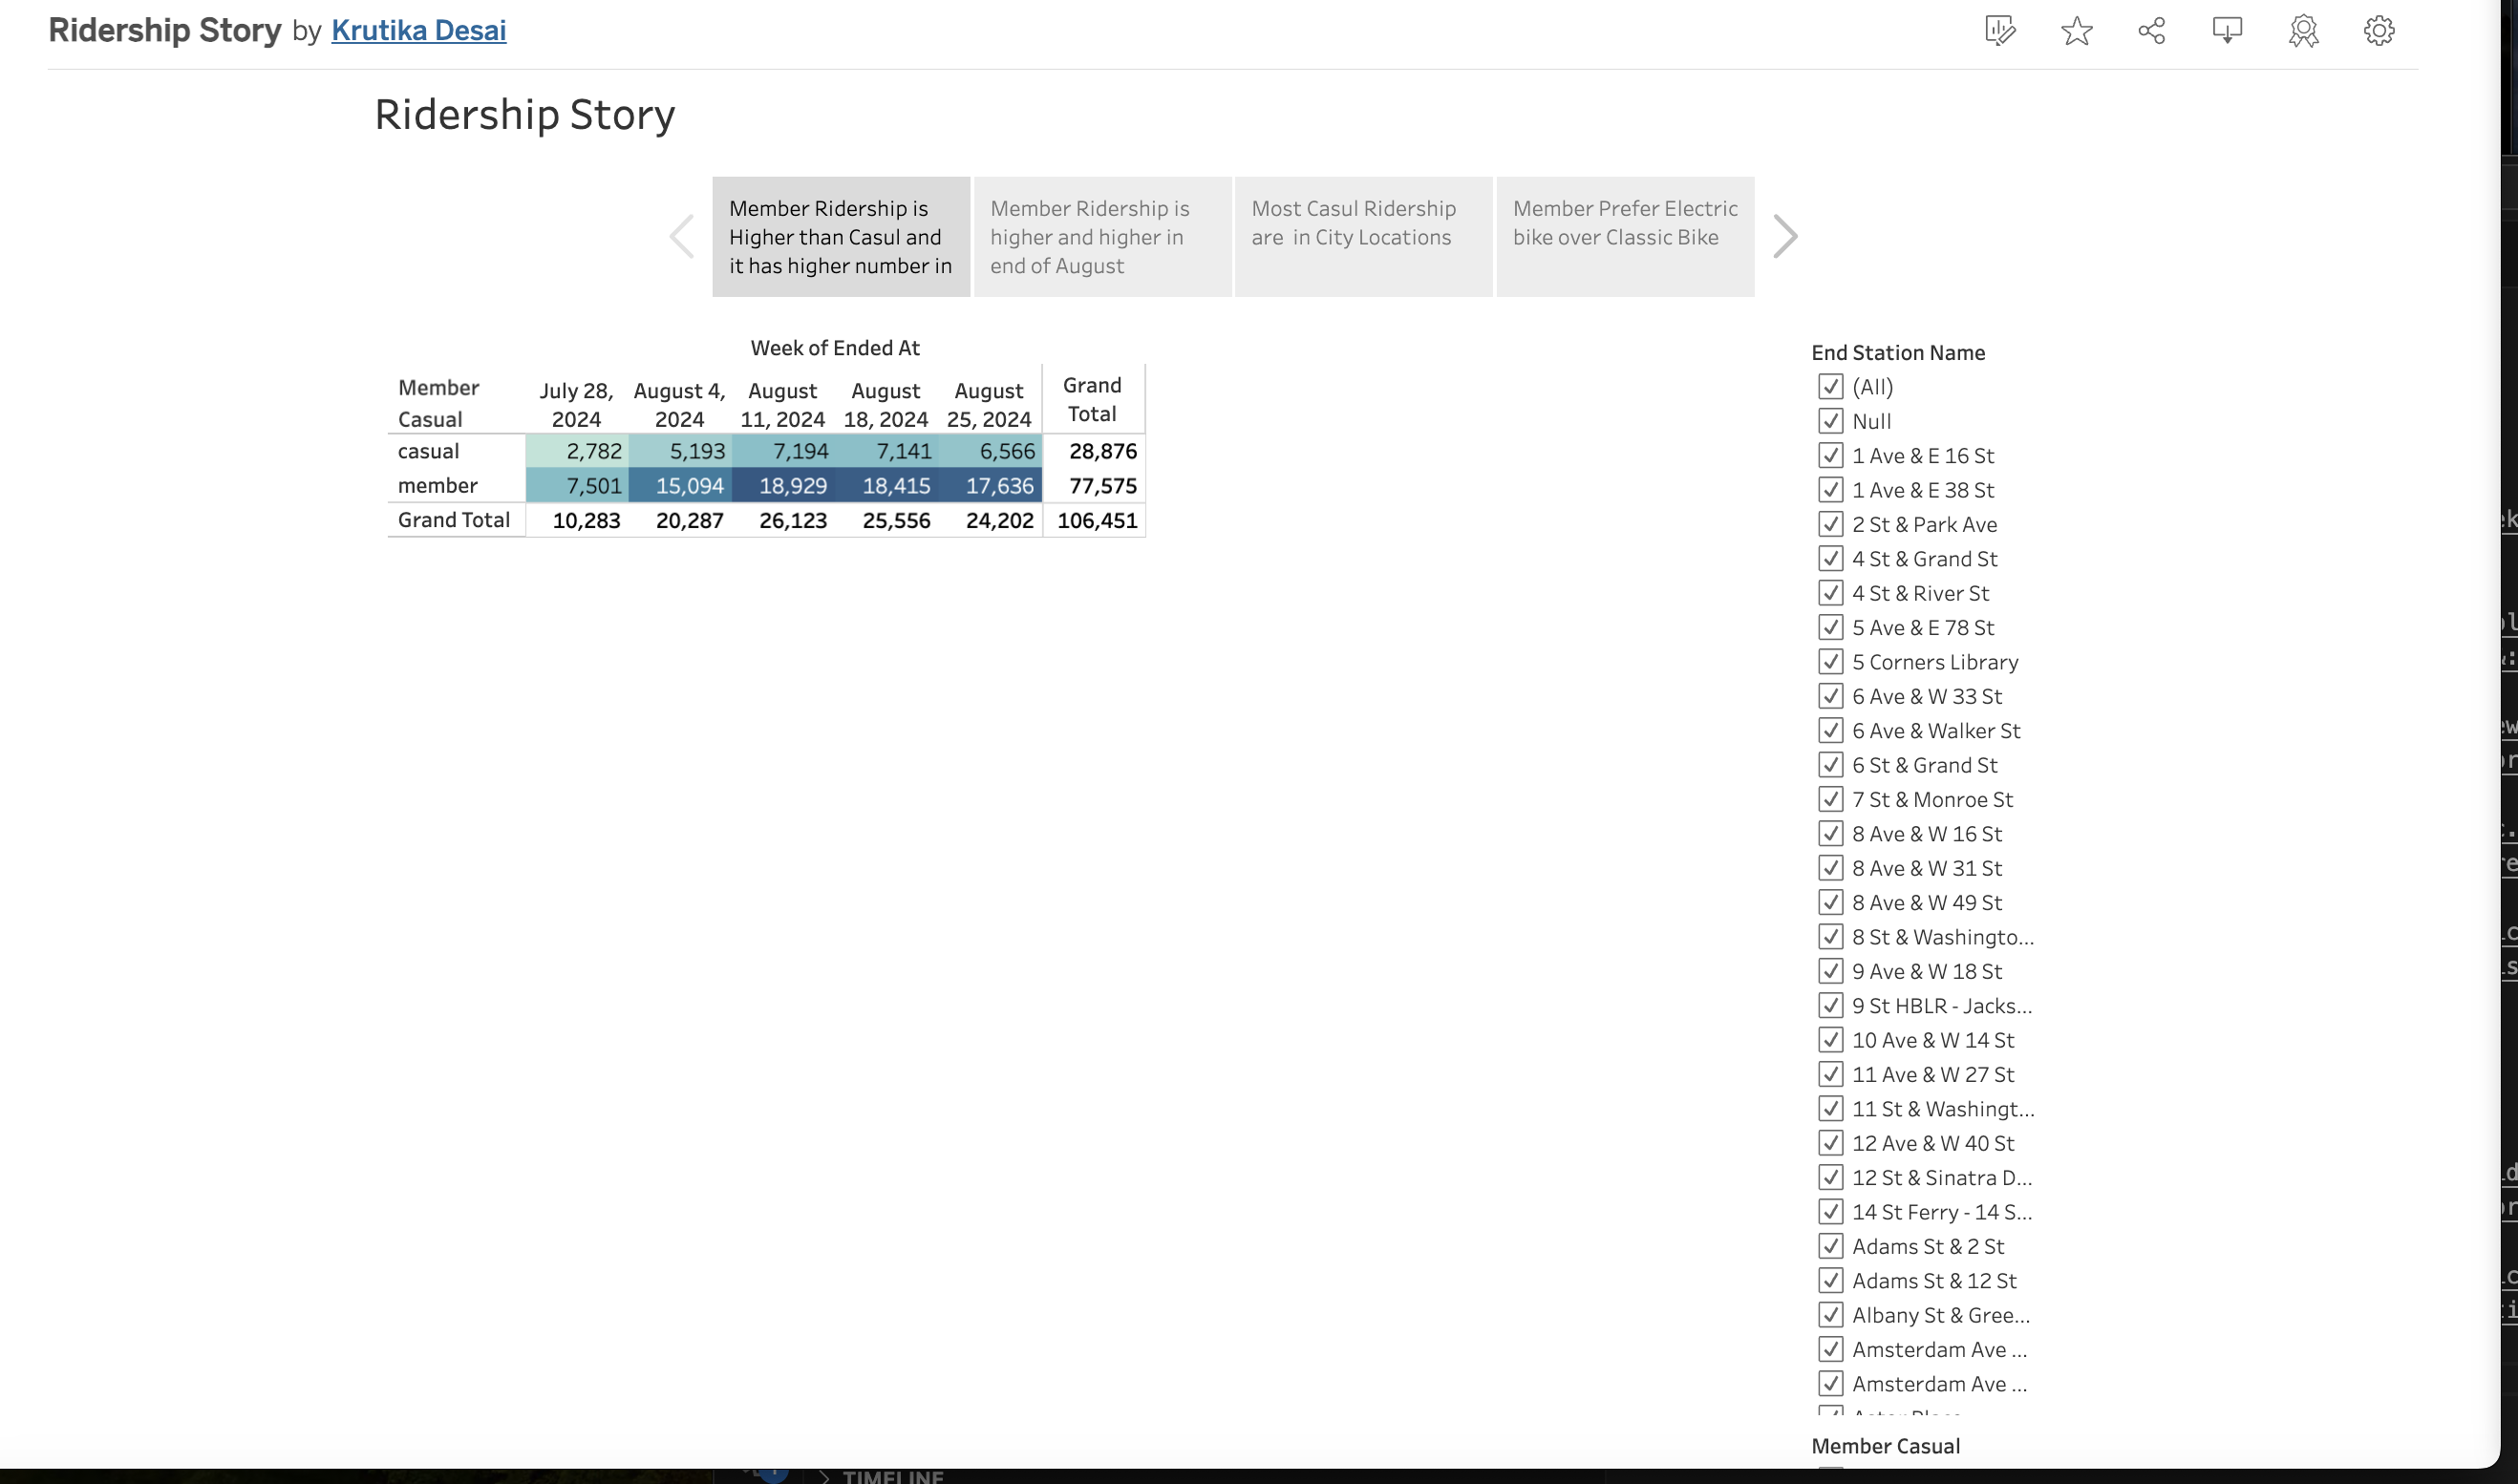 Ridership Story by Krutika Desai
Ridership Story
Member Ridership is
Higher than Casul and
it has higher number in
Member Ridership is
higher and higher in
end of August
Most Casul Ridership
are in City Locations
Member Prefer Electric
bike over Classic Bike
Week of Ended At
Member
Casual
July 28,
2024
August 4,
2024
August
11, 2024
August
18, 2024
August
25, 2024
Grand
Total
casual 2,782 5,193 7,194 7,141 6,566 28,876
member 7,501 15,094 18,929 18,415 17,636 77,575
Grand Total 10,283 20,287 26,123 25,556 24,202 106,451
End Station Name
(All)
Null
1 Ave & E 16 St
1 Ave & E 38 St
2 St & Park Ave
4 St & Grand St
4 St & River St
5 Ave & E 78 St
5 Corners Library
6 Ave & W 33 St
6 Ave & Walker St
6 St & Grand St
7 St & Monroe St
8 Ave & W 16 St
8 Ave & W 31 St
8 Ave & W 49 St
8 St & Washingto...
9 Ave & W 18 St
9 St HBLR - Jacks...
10 Ave & W 14 St
11 Ave & W 27 St
11 St & Washingt...
12 Ave & W 40 St
12 St & Sinatra D...
14 St Ferry - 14 S...
Adams St & 2 St
Adams St & 12 St
Albany St & Gree...
Amsterdam Ave ...
Amsterdam Ave ...
Member Casual
TIMELINE